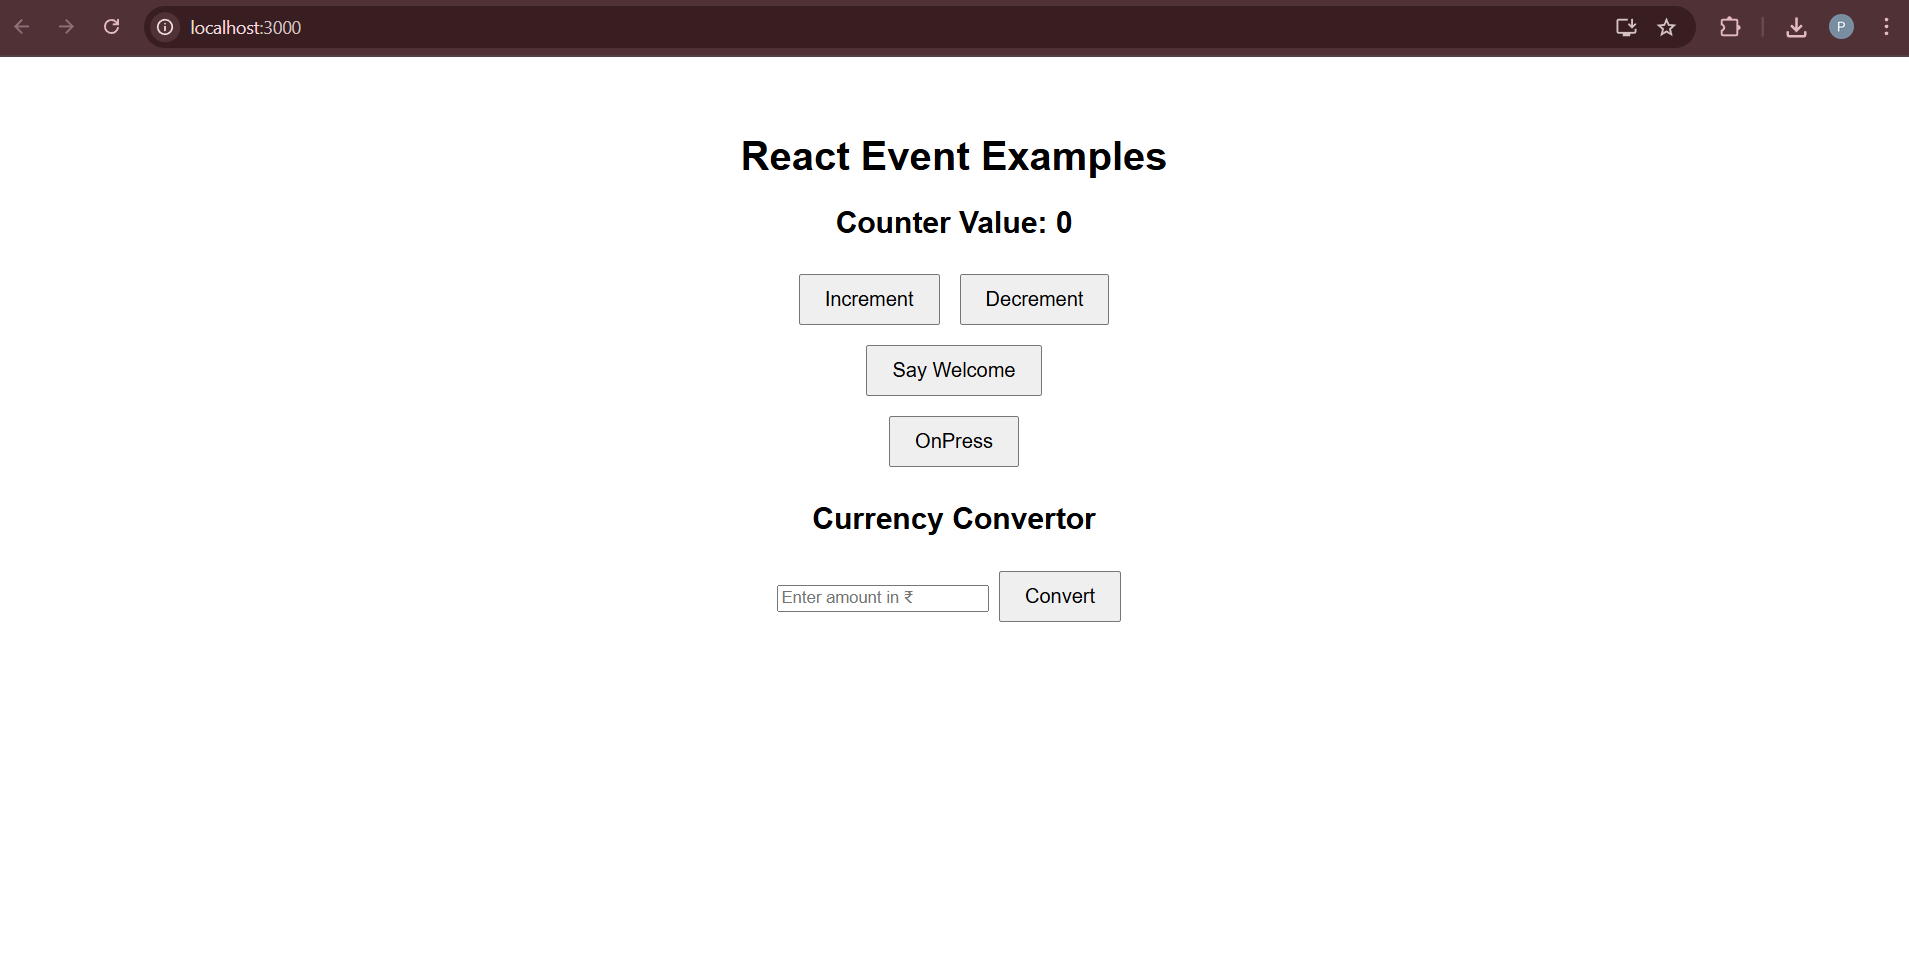 localhost:3000
P
React Event Examples
Counter Value: 0
Increment Decrement
Say Welcome
OnPress
Currency Convertor
Enter amount in ₹ Convert